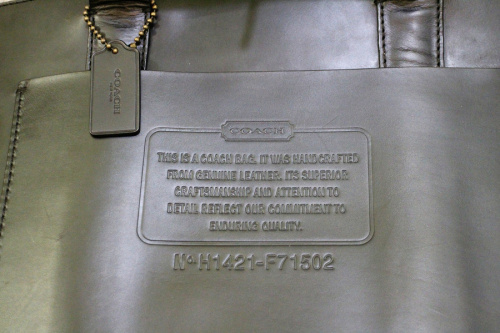 COACH
COACH
THIS IS A COACH BAG. IT WAS HANDCRAFTED
FROM GENUINE LEATHER. ITS SUPERIOR
CRAFTSMANSHIP AND ATTENTION TO
DETAIL REFLECT OUR COMMITMENT TO
ENDURING QUALITY.
No H1421-F71502